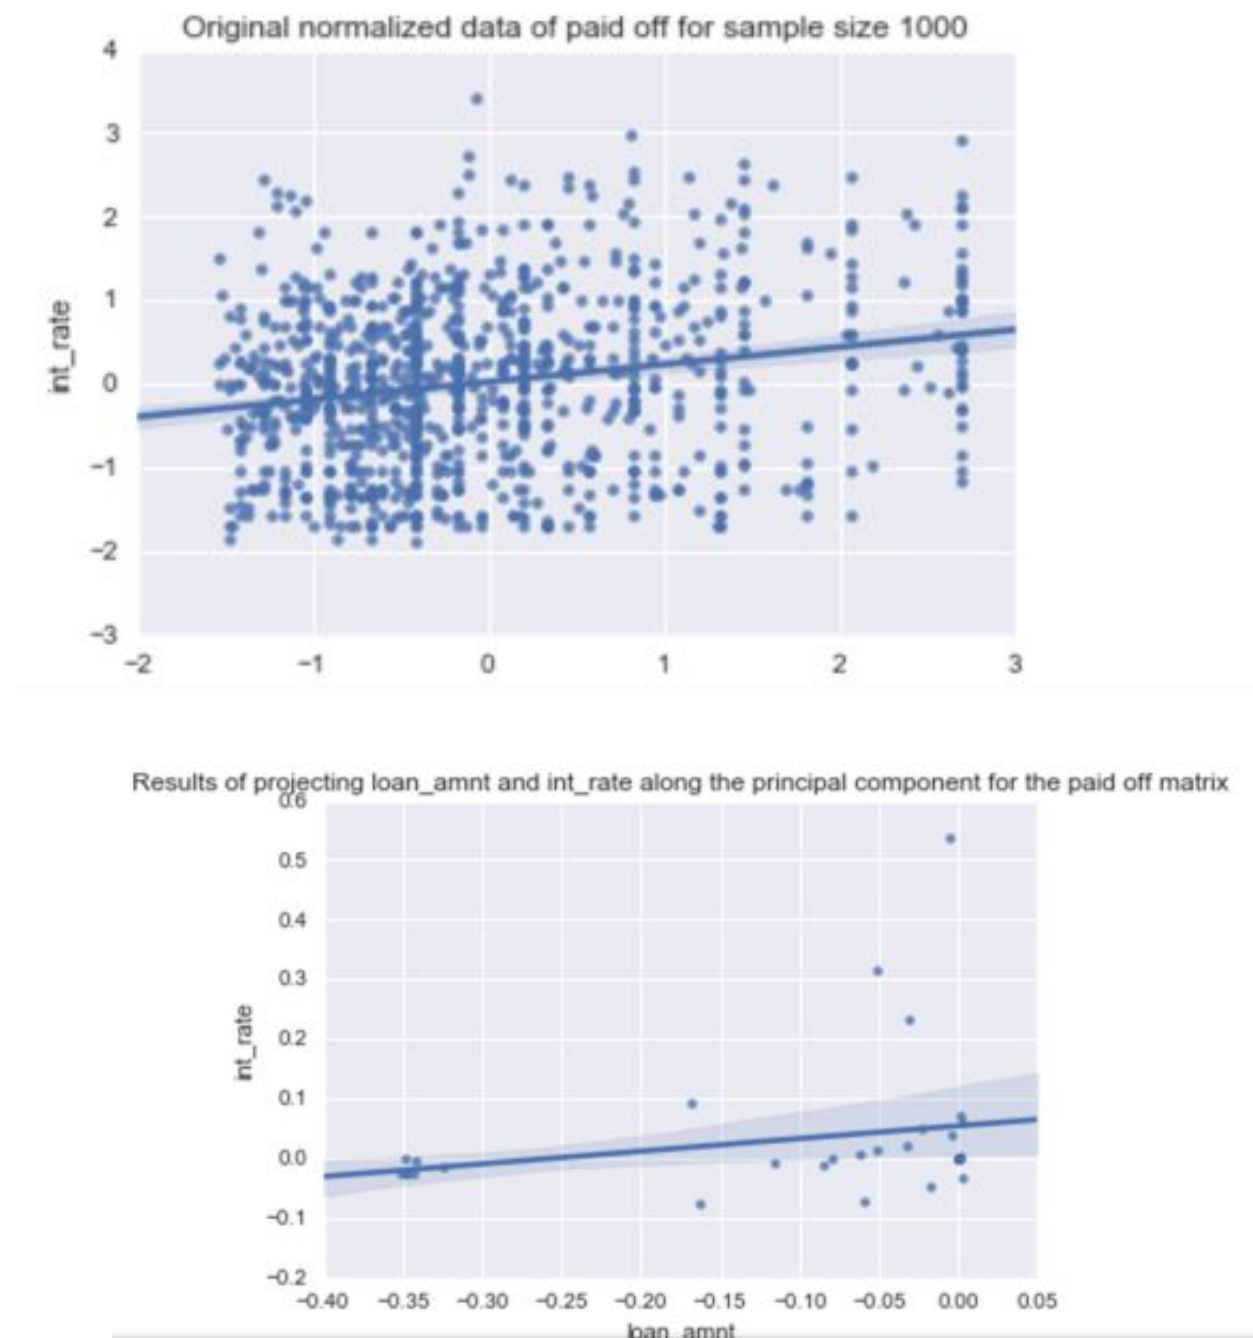 Original normalized data of paid off for sample size 1000
4
3
2
1
0
−1
−2
−3
int_rate
−2 −1 0 1 2 3
Results of projecting loan_amnt and int_rate along the principal component for the paid off matrix
0.6
0.5
0.4
0.3
0.2
0.1
0.0
−0.1
−0.2
int_rate
−0.40 −0.35 −0.30 −0.25 −0.20 −0.15 −0.10 −0.05 0.00 0.05
loan_amnt